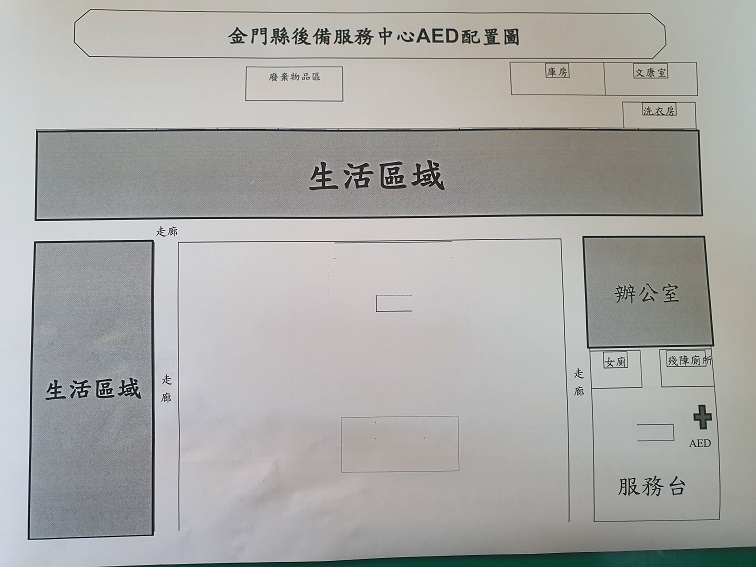 金門縣後備服務中心AED配置圖
廢棄物品區
庫房
文康室
洗衣房
生活區域
走廊
辦公室
生活區域
走廊
走廊
女廁
殘障廁所
AED
服務台